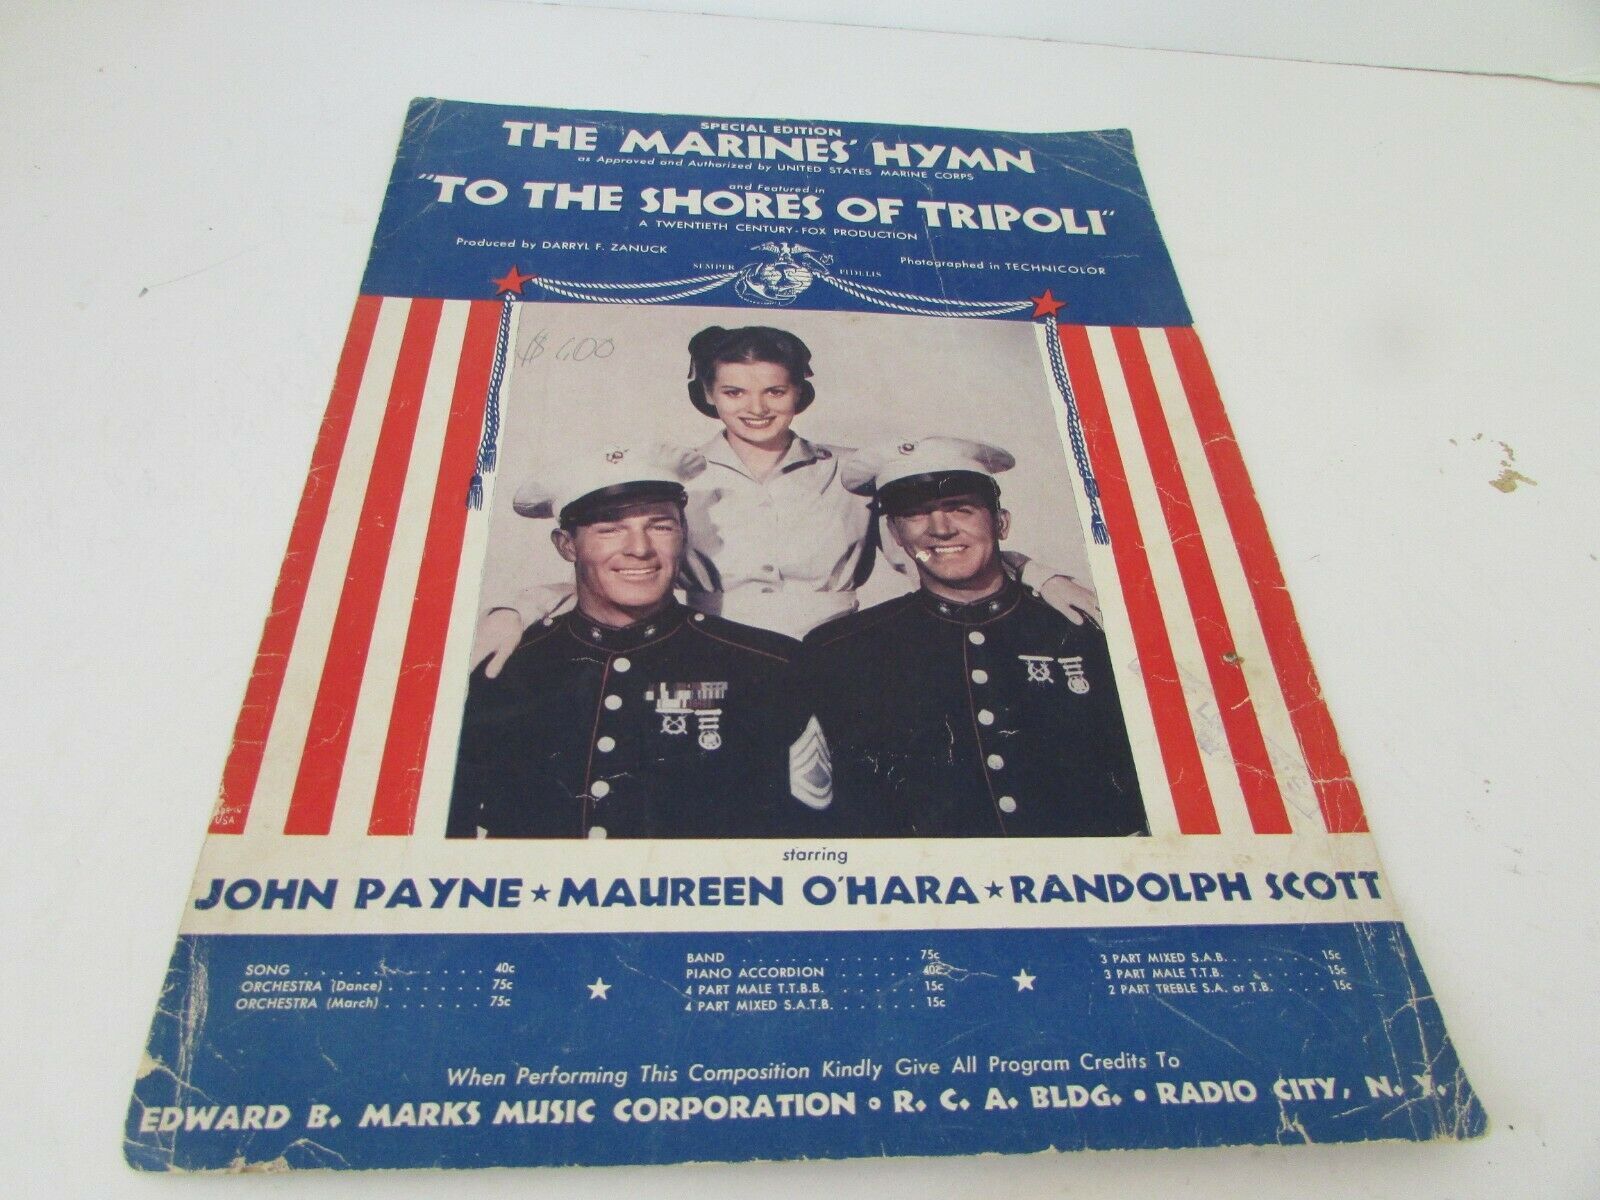 SPECIAL EDITION
THE MARINES' HYMN
as Approved and Authorized by UNITED STATES MARINE CORPS
and Featured in
"TO THE SHORES OF TRIPOLI"
A TWENTIETH CENTURY-FOX PRODUCTION
Produced by DARRYL F. ZANUCK
Photographed in TECHNICOLOR
SEMPER FIDELIS
$ 600
IN
USA
starring
JOHN PAYNE ★ MAUREEN O'HARA ★ RANDOLPH SCOTT
SONG . . . . . . . . . . . 40c
ORCHESTRA (Dance) . . . . . . 75c
ORCHESTRA (March) . . . . . . 75c
BAND . . . . . . . . . . . 75c
PIANO ACCORDION . . . . . 40c
4 PART MALE T.T.B.B. . . . . . 15c
4 PART MIXED S.A.T.B. . . . . . 15c
3 PART MIXED S.A.B. . . . . . . 15c
3 PART MALE T.T.B. . . . . . . 15c
2 PART TREBLE S.A. or T.B. . . . . 15c
When Performing This Composition Kindly Give All Program Credits To
EDWARD B. MARKS MUSIC CORPORATION • R. C. A. BLDG. • RADIO CITY, N. Y.